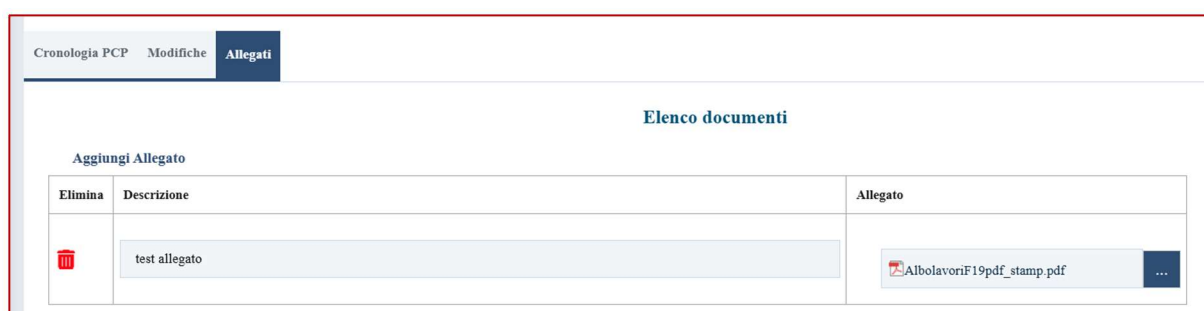 Cronologia PCP Modifiche Allegati
Elenco documenti
Aggiungi Allegato
Elimina Descrizione Allegato
test allegato AlbolavoriF19pdf_stamp.pdf ...